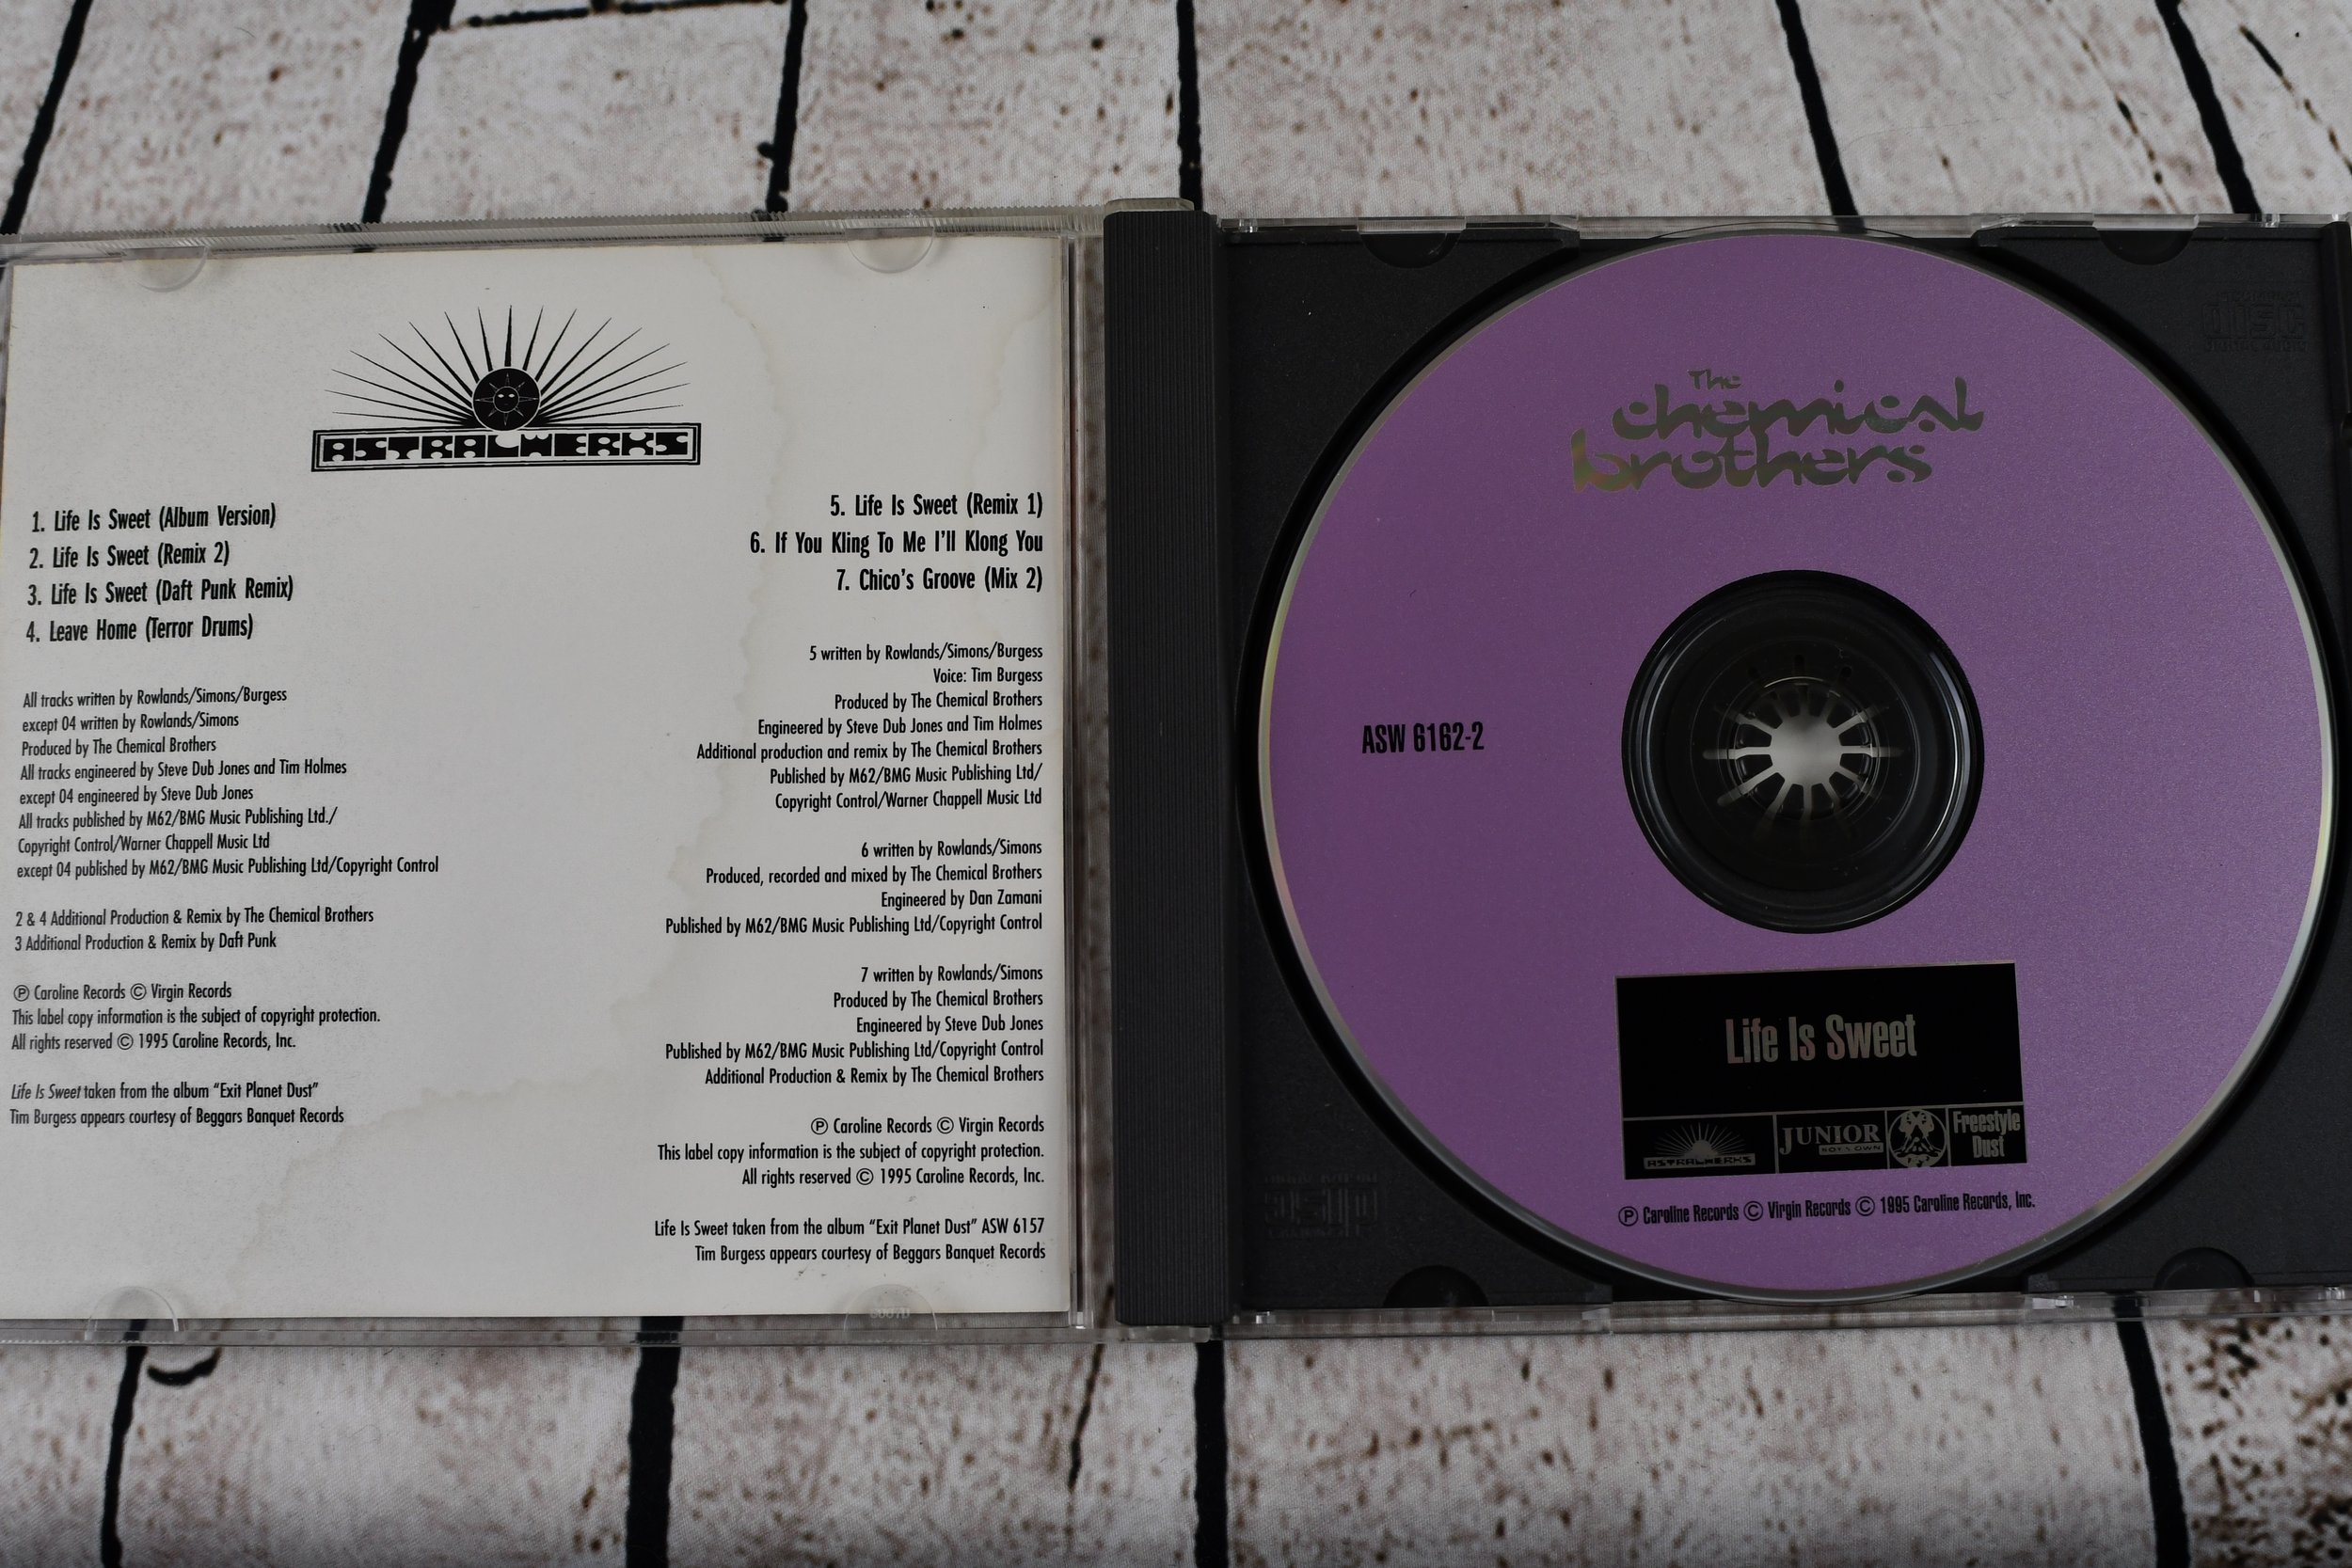 ASTRALWERKS
1. Life Is Sweet (Album Version)
2. Life Is Sweet (Remix 2)
3. Life Is Sweet (Daft Punk Remix)
4. Leave Home (Terror Drums)
All tracks written by Rowlands/Simons/Burgess
except 04 written by Rowlands/Simons
Produced by The Chemical Brothers
All tracks engineered by Steve Dub Jones and Tim Holmes
except 04 engineered by Steve Dub Jones
All tracks published by M62/BMG Music Publishing Ltd./
Copyright Control/Warner Chappell Music Ltd
except 04 published by M62/BMG Music Publishing Ltd/Copyright Control
2 & 4 Additional Production & Remix by The Chemical Brothers
3 Additional Production & Remix by Daft Punk
℗ Caroline Records © Virgin Records
This label copy information is the subject of copyright protection.
All rights reserved © 1995 Caroline Records, Inc.
Life Is Sweet taken from the album “Exit Planet Dust”
Tim Burgess appears courtesy of Beggars Banquet Records
5. Life Is Sweet (Remix 1)
6. If You Kling To Me I’ll Klong You
7. Chico’s Groove (Mix 2)
5 written by Rowlands/Simons/Burgess
Voice: Tim Burgess
Produced by The Chemical Brothers
Engineered by Steve Dub Jones and Tim Holmes
Additional production and remix by The Chemical Brothers
Published by M62/BMG Music Publishing Ltd/
Copyright Control/Warner Chappell Music Ltd
6 written by Rowlands/Simons
Produced, recorded and mixed by The Chemical Brothers
Engineered by Dan Zamani
Published by M62/BMG Music Publishing Ltd/Copyright Control
7 written by Rowlands/Simons
Produced by The Chemical Brothers
Engineered by Steve Dub Jones
Published by M62/BMG Music Publishing Ltd/Copyright Control
Additional Production & Remix by The Chemical Brothers
℗ Caroline Records © Virgin Records
This label copy information is the subject of copyright protection.
All rights reserved © 1995 Caroline Records, Inc.
Life Is Sweet taken from the album “Exit Planet Dust” ASW 6157
Tim Burgess appears courtesy of Beggars Banquet Records
The
chemical
brothers
ASW 6162-2
Life Is Sweet
ASTRALWERKS
JUNIOR
BOY'S OWN
Freestyle
Dust
℗ Caroline Records © Virgin Records © 1995 Caroline Records, Inc.
disc